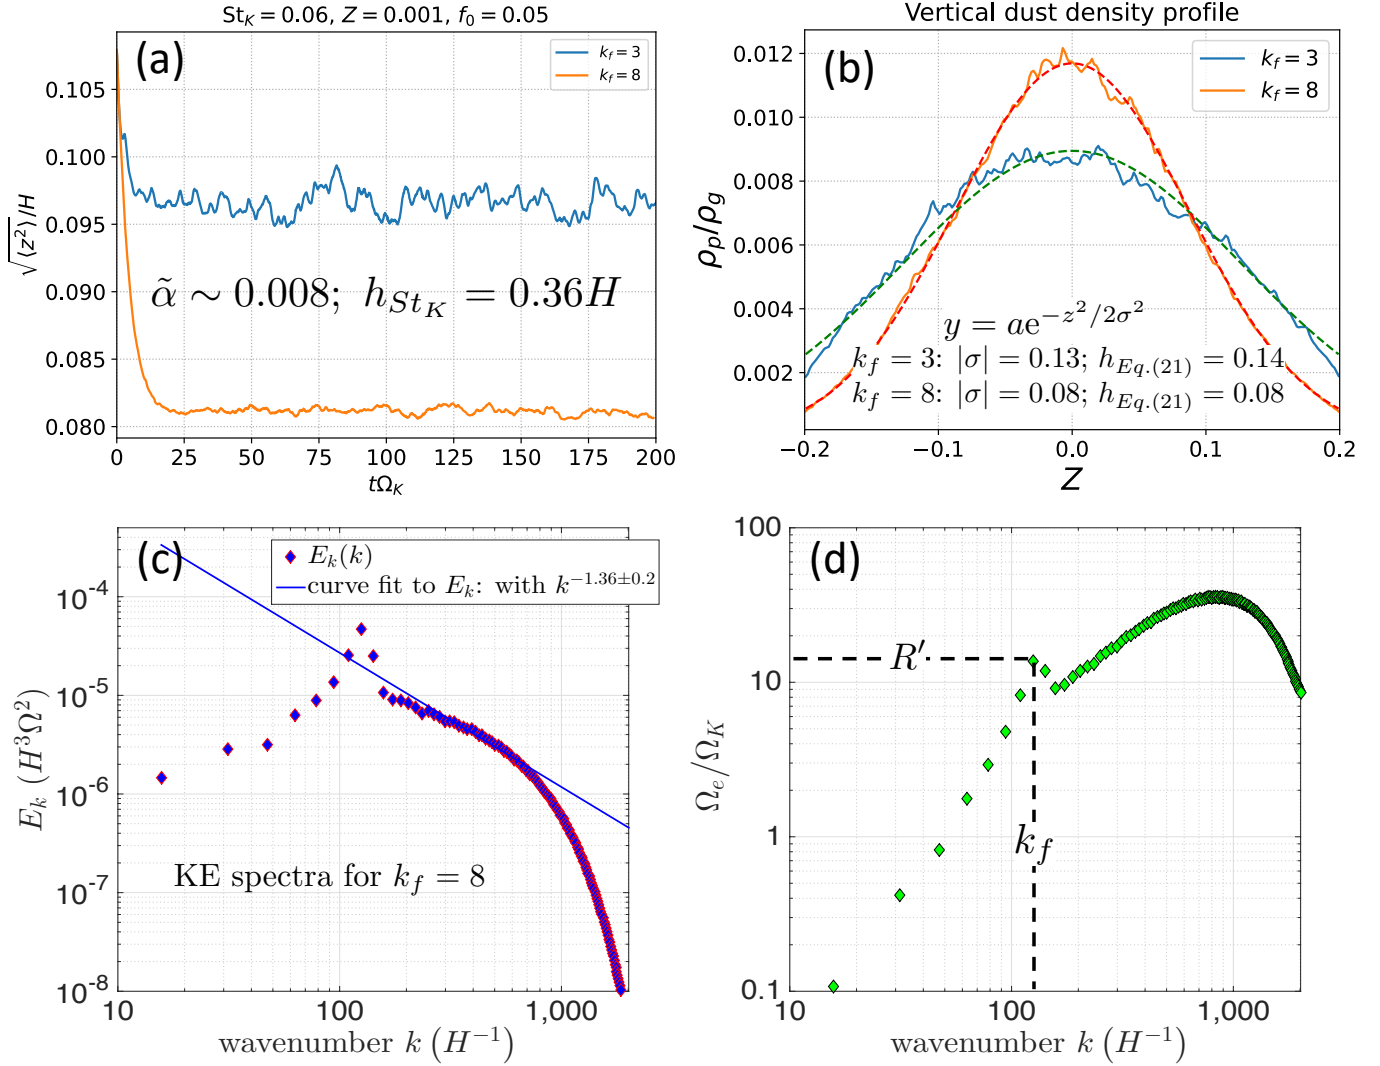 St_K = 0.06, Z = 0.001, f_0 = 0.05
(a)
k_f = 3
k_f = 8
0.105
0.100
0.095
0.090
0.085
0.080
√⟨z²⟩/H
α̃ ∼ 0.008; h_{St_K} = 0.36H
0 25 50 75 100 125 150 175 200
tΩ_K
Vertical dust density profile
(b)
k_f = 3
k_f = 8
0.012
0.010
0.008
0.006
0.004
0.002
ρ_p/ρ_g
y = ae^{−z²/2σ²}
k_f = 3: |σ| = 0.13; h_{Eq.(21)} = 0.14
k_f = 8: |σ| = 0.08; h_{Eq.(21)} = 0.08
−0.2 −0.1 0.0 0.1 0.2
Z
(c)
E_k(k)
curve fit to E_k: with k^{−1.36±0.2}
10^{-4}
10^{-5}
10^{-6}
10^{-7}
10^{-8}
E_k (H³Ω²)
KE spectra for k_f = 8
10 100 1,000
wavenumber k (H^{−1})
(d)
100
10
1
0.1
Ω_e/Ω_K
R′
k_f
10 100 1,000
wavenumber k (H^{−1})